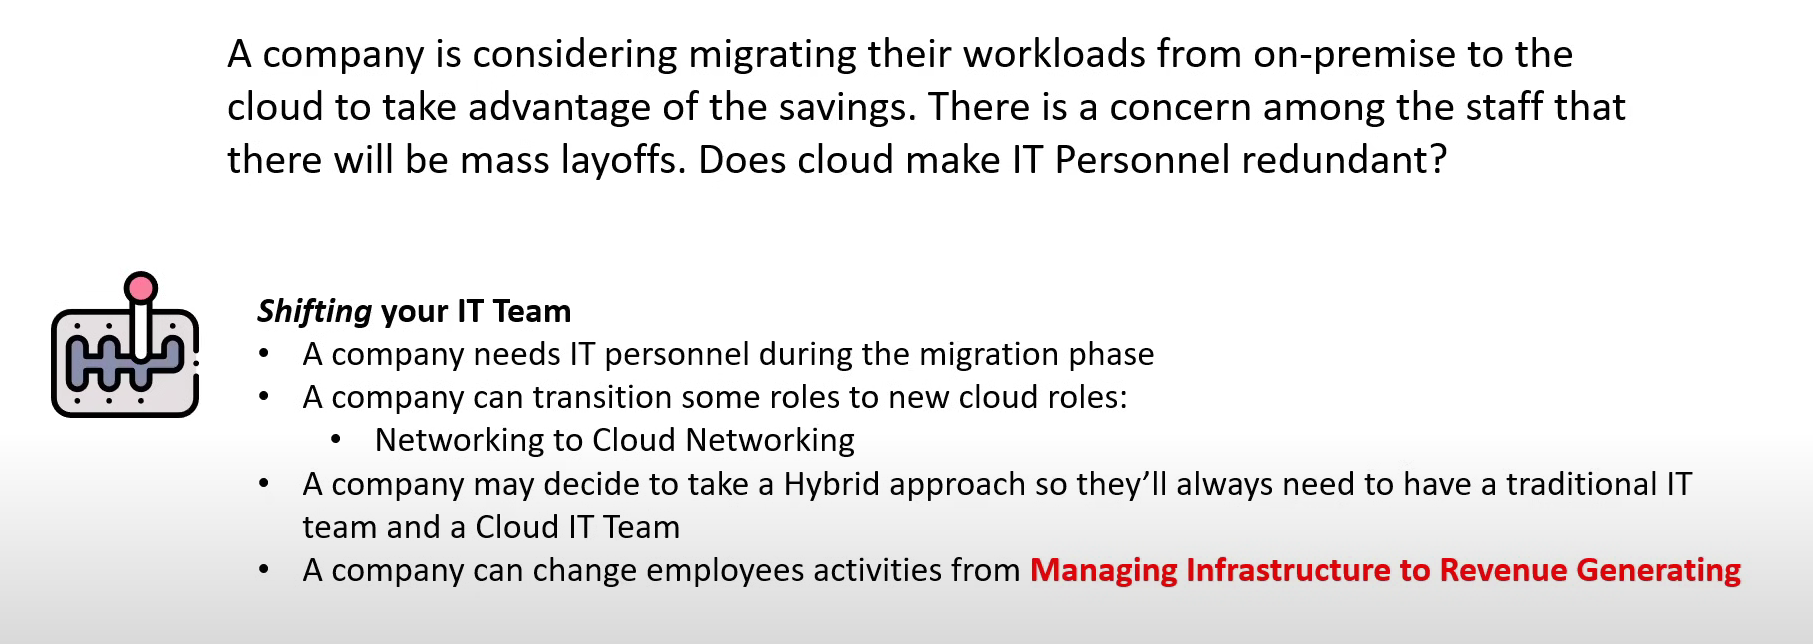 A company is considering migrating their workloads from on-premise to the
cloud to take advantage of the savings. There is a concern among the staff that
there will be mass layoffs. Does cloud make IT Personnel redundant?
Shifting your IT Team
• A company needs IT personnel during the migration phase
• A company can transition some roles to new cloud roles:
• Networking to Cloud Networking
• A company may decide to take a Hybrid approach so they’ll always need to have a traditional IT
team and a Cloud IT Team
• A company can change employees activities from Managing Infrastructure to Revenue Generating